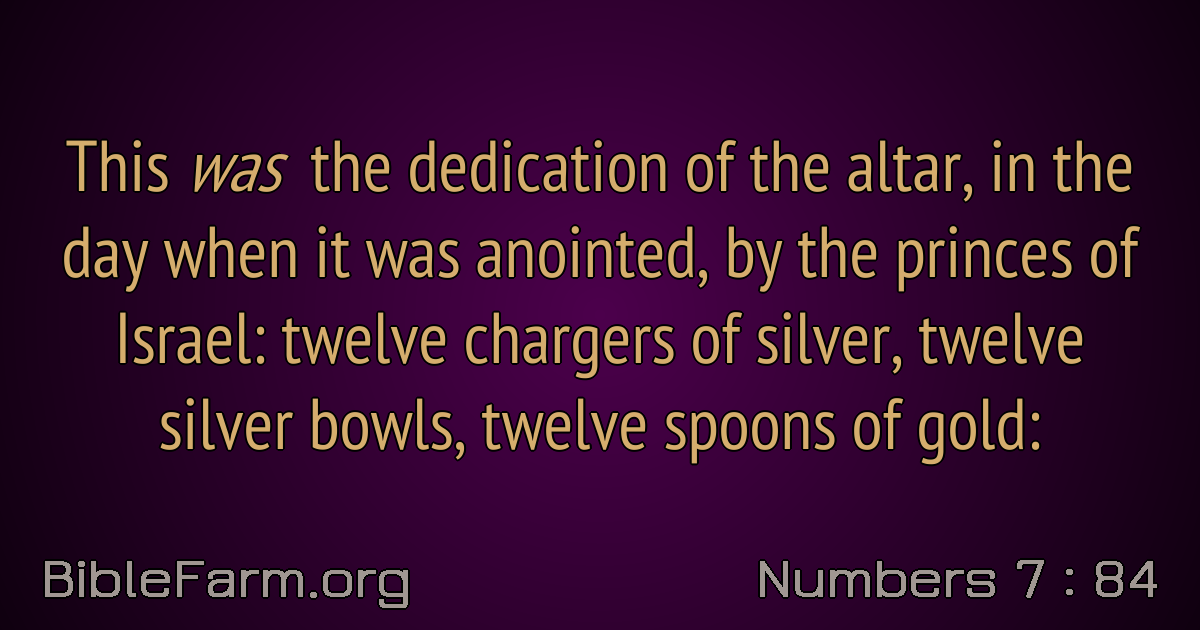 This was the dedication of the altar, in the
day when it was anointed, by the princes of
Israel: twelve chargers of silver, twelve
silver bowls, twelve spoons of gold:
BibleFarm.org
Numbers 7 : 84